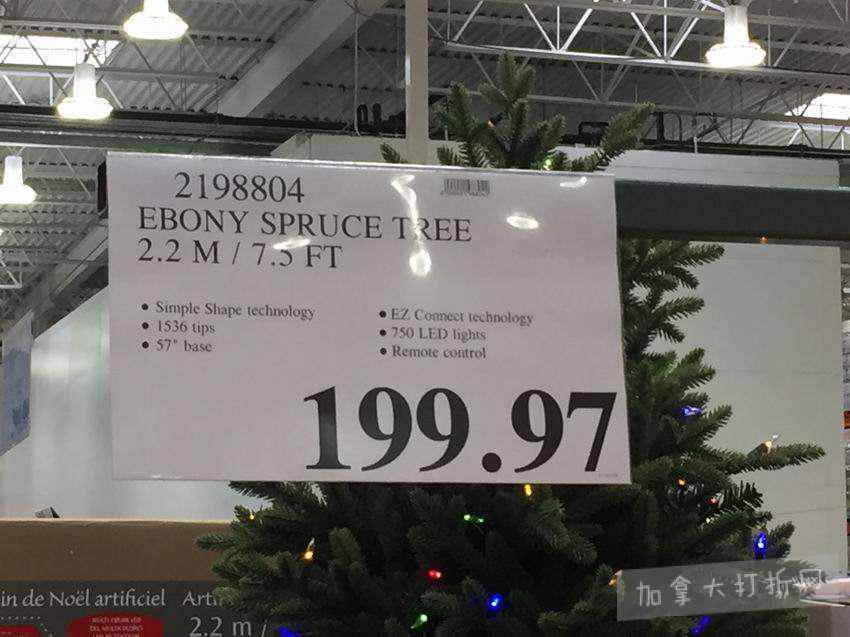 2198804
EBONY SPRUCE TREE
2.2 M / 7.5 FT
• Simple Shape technology
• 1536 tips
• 57" base
• EZ Connect technology
• 750 LED lights
• Remote control
199.97
in de Noël artificiel
Arti
2.2 m /
加拿大打折网